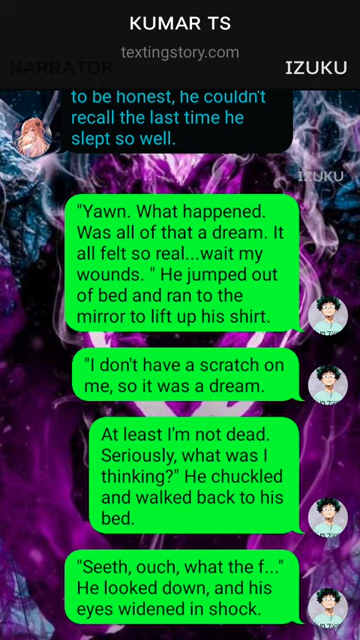 KUMAR TS
textingstory.com
NARRATOR
IZUKU
to be honest, he couldn't
recall the last time he
slept so well.
IZUKU
"Yawn. What happened.
Was all of that a dream. It
all felt so real...wait my
wounds. " He jumped out
of bed and ran to the
mirror to lift up his shirt.
"I don't have a scratch on
me, so it was a dream.
At least I'm not dead.
Seriously, what was I
thinking?" He chuckled
and walked back to his
bed.
"Seeth, ouch, what the f..."
He looked down, and his
eyes widened in shock.